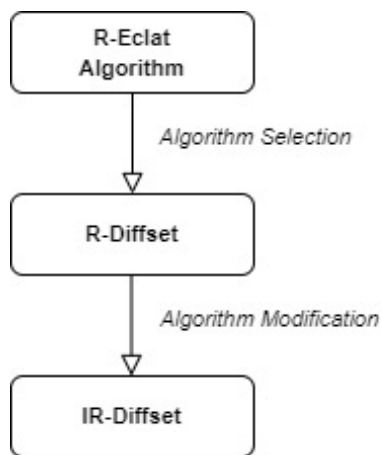 R-Eclat
Algorithm
Algorithm Selection
R-Diffset
Algorithm Modification
IR-Diffset